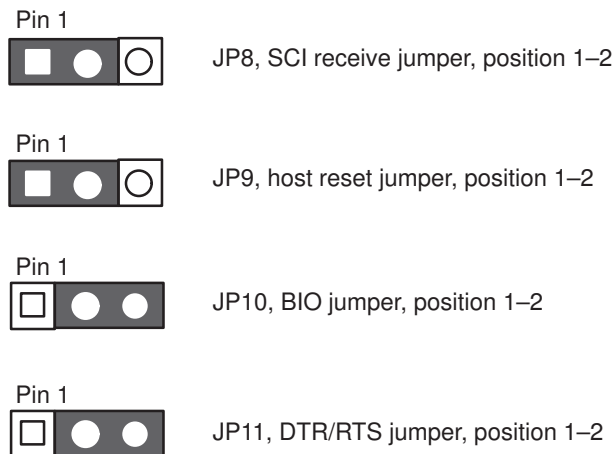 Pin 1
JP8, SCI receive jumper, position 1–2
Pin 1
JP9, host reset jumper, position 1–2
Pin 1
JP10, BIO jumper, position 1–2
Pin 1
JP11, DTR/RTS jumper, position 1–2